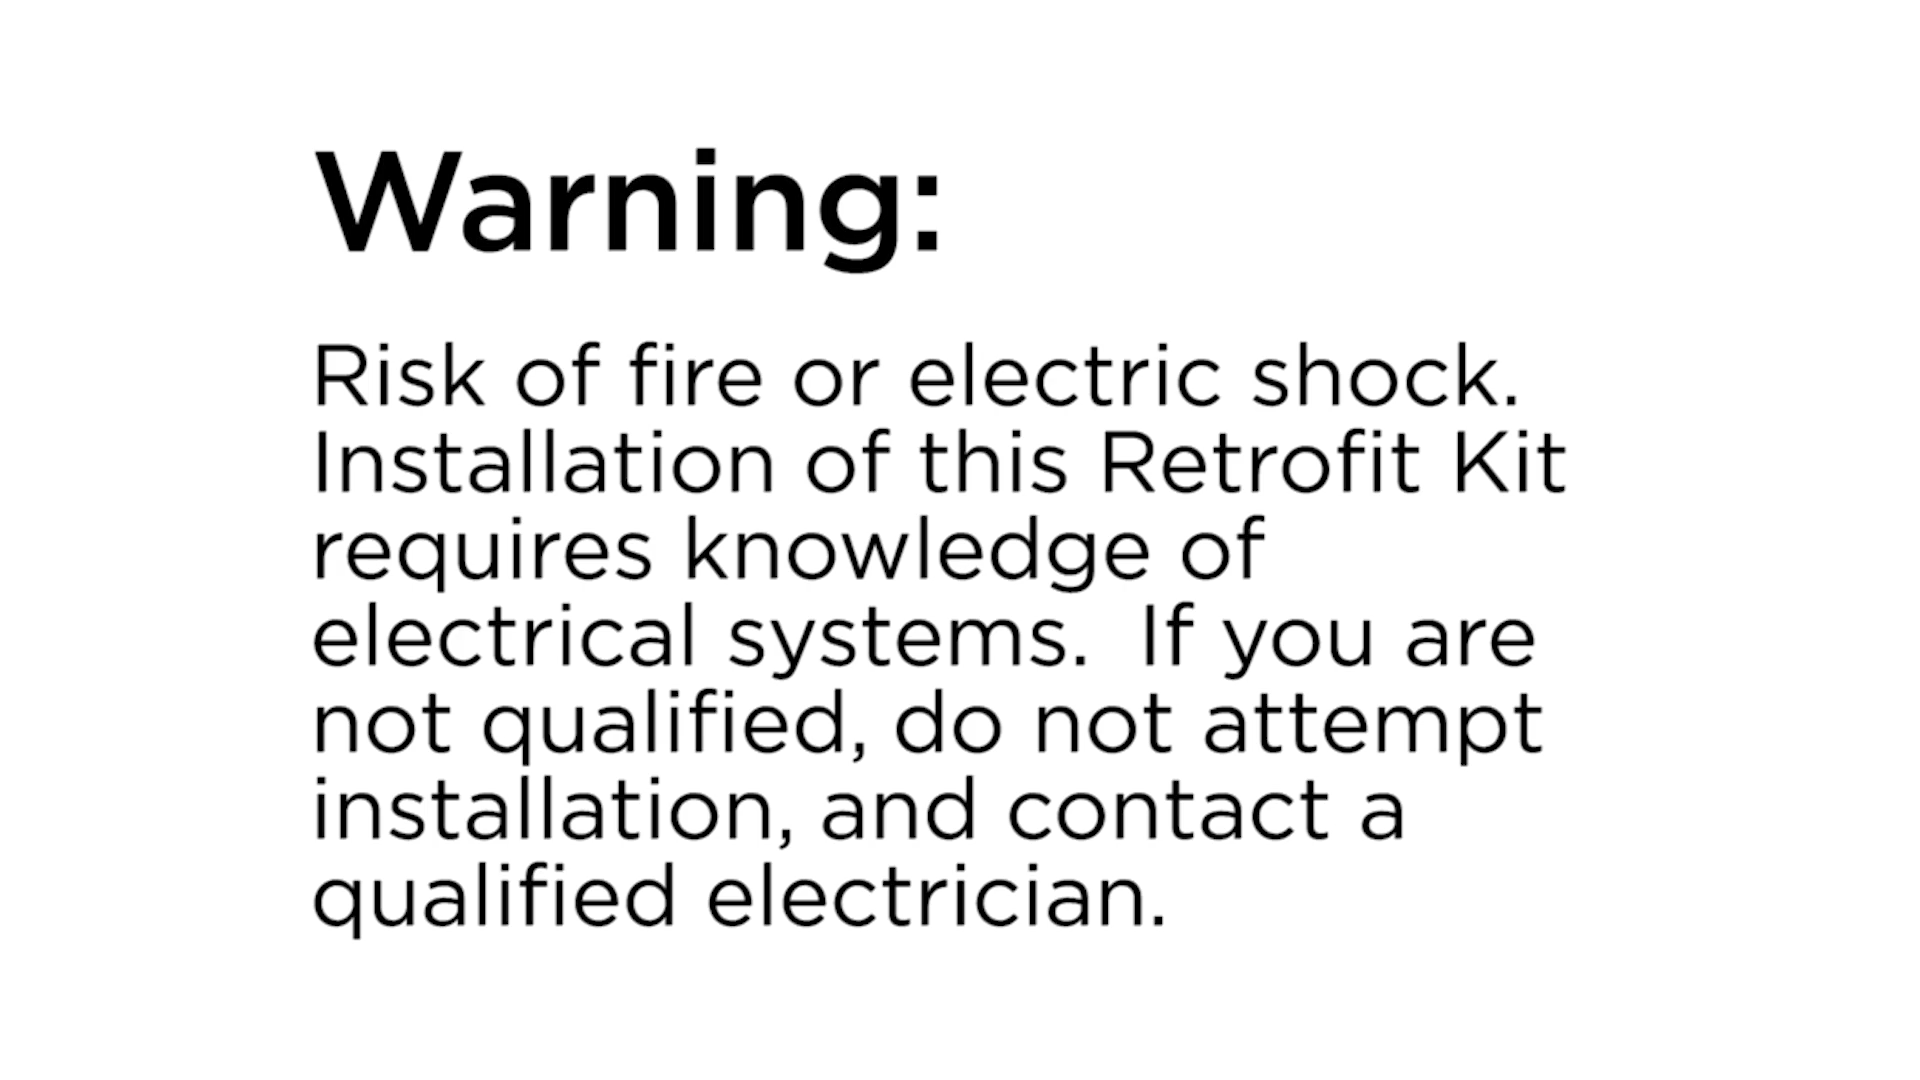 Warning:
Risk of fire or electric shock.
Installation of this Retrofit Kit
requires knowledge of
electrical systems.  If you are
not qualified, do not attempt
installation, and contact a
qualified electrician.